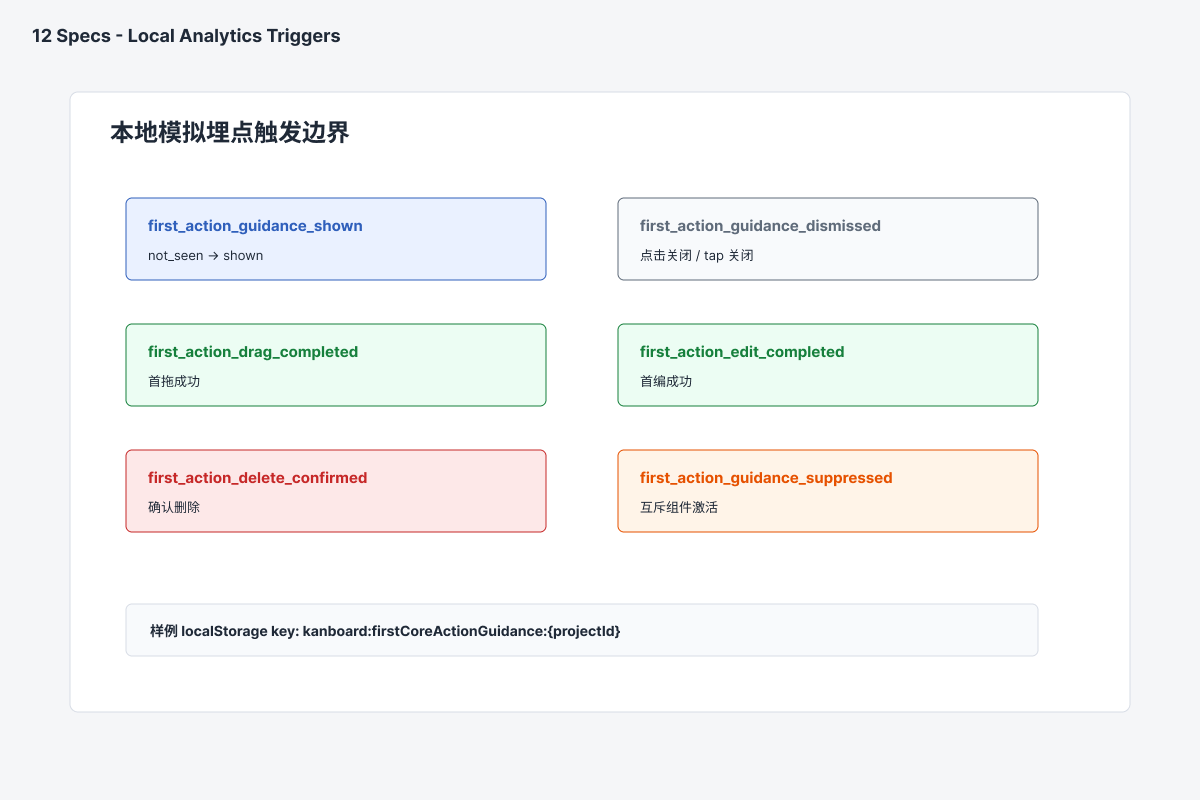 12 Specs - Local Analytics Triggers
本地模拟埋点触发边界
first_action_guidance_shown
not_seen → shown
first_action_guidance_dismissed
点击关闭 / tap 关闭
first_action_drag_completed
首拖成功
first_action_edit_completed
首编成功
first_action_delete_confirmed
确认删除
first_action_guidance_suppressed
互斥组件激活
样例 localStorage key: kanboard:firstCoreActionGuidance:{projectId}